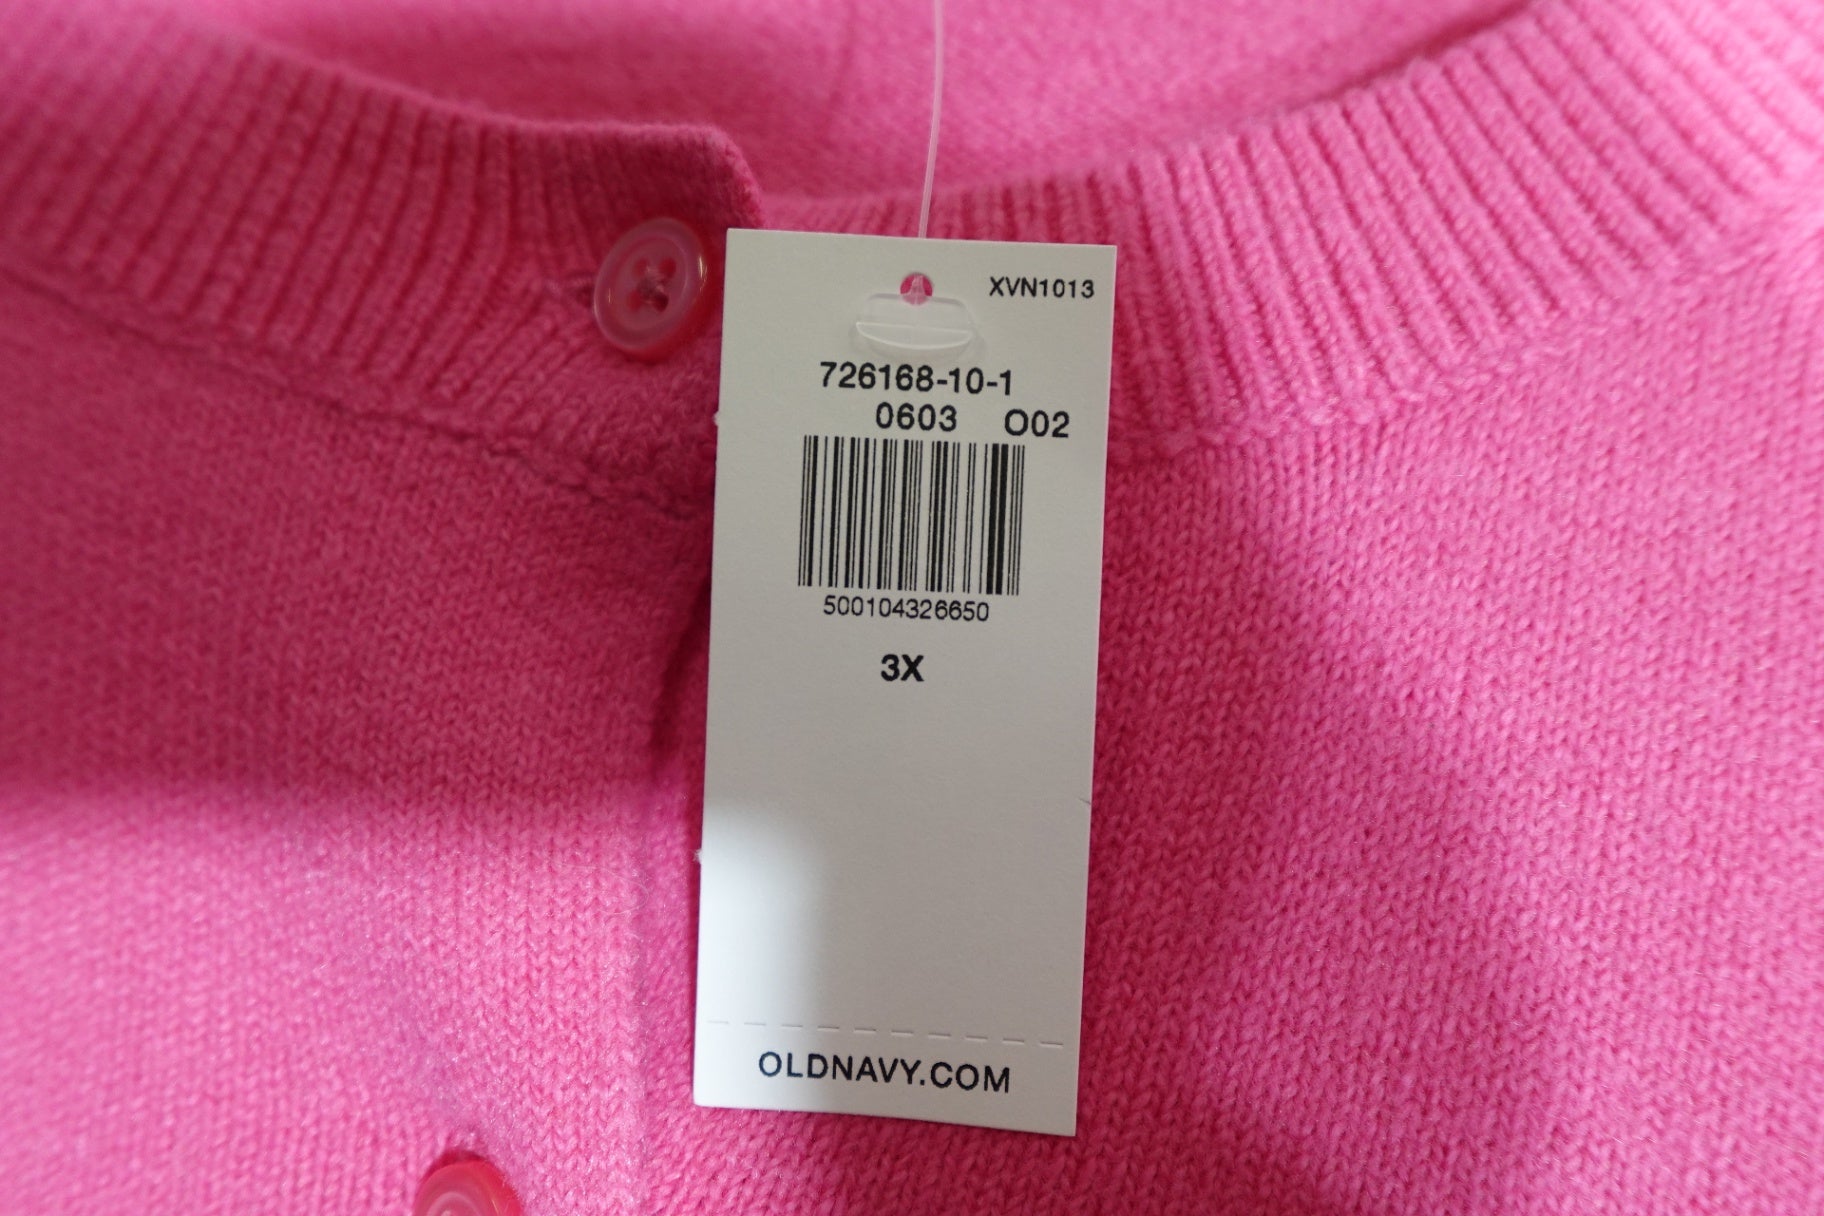 XVN1013
726168-10-1
0603 O02
500104326650
3X
OLDNAVY.COM